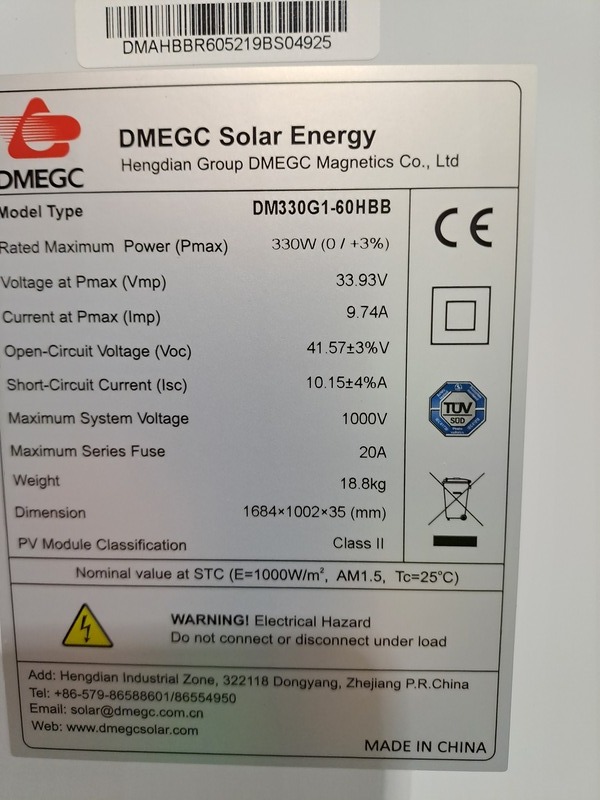 DMAHBBR605219BS04925
DMEGC
DMEGC Solar Energy
Hengdian Group DMEGC Magnetics Co., Ltd
Model Type DM330G1-60HBB
Rated Maximum Power (Pmax) 330W (0 / +3%)
Voltage at Pmax (Vmp) 33.93V
Current at Pmax (Imp) 9.74A
Open-Circuit Voltage (Voc) 41.57±3%V
Short-Circuit Current (Isc) 10.15±4%A
Maximum System Voltage 1000V
Maximum Series Fuse 20A
Weight 18.8kg
Dimension 1684×1002×35 (mm)
PV Module Classification Class II
CE
TÜV
SÜD
Nominal value at STC (E=1000W/m², AM1.5, Tc=25°C)
WARNING! Electrical Hazard
Do not connect or disconnect under load
Add: Hengdian Industrial Zone, 322118 Dongyang, Zhejiang P.R.China
Tel: +86-579-86588601/86554950
Email: solar@dmegc.com.cn
Web: www.dmegcsolar.com
MADE IN CHINA